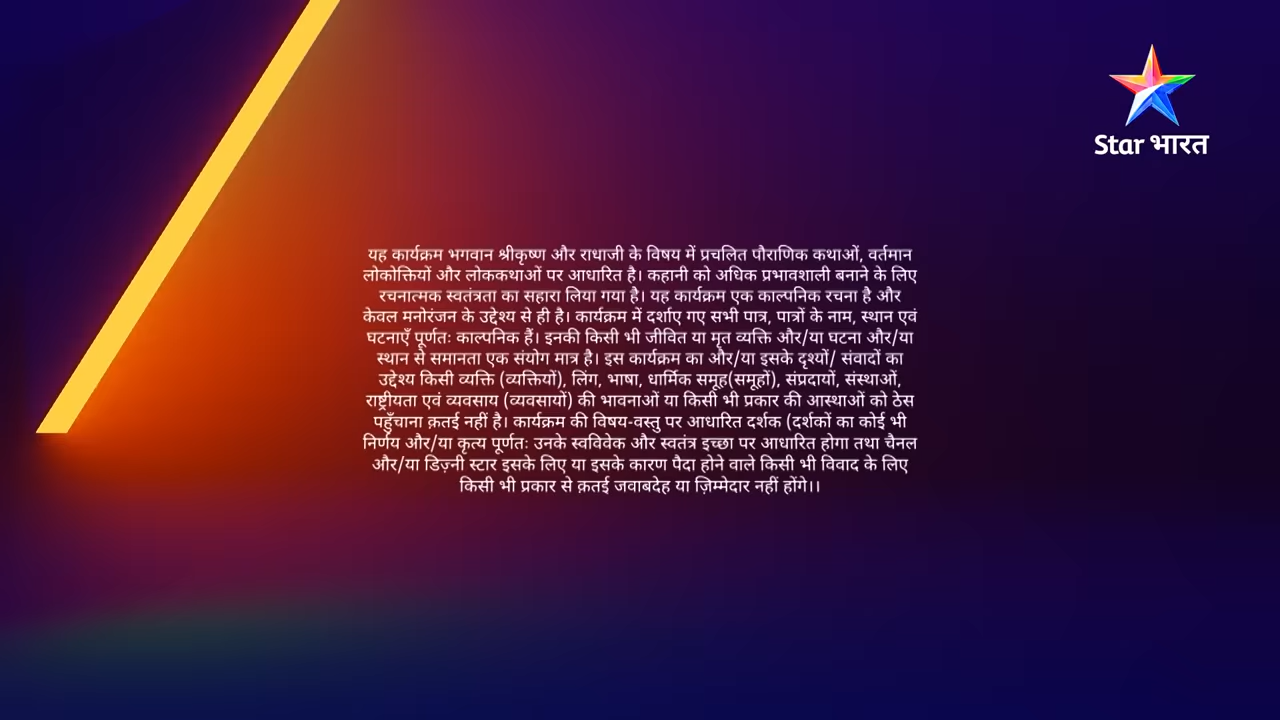 Star भारत
यह कार्यक्रम भगवान श्रीकृष्ण और राधाजी के विषय में प्रचलित पौराणिक कथाओं, वर्तमान
लोकोक्तियों और लोककथाओं पर आधारित है। कहानी को अधिक प्रभावशाली बनाने के लिए
रचनात्मक स्वतंत्रता का सहारा लिया गया है। यह कार्यक्रम एक काल्पनिक रचना है और
केवल मनोरंजन के उद्देश्य से ही है। कार्यक्रम में दर्शाए गए सभी पात्र, पात्रों के नाम, स्थान एवं
घटनाएँ पूर्णतः काल्पनिक हैं। इनकी किसी भी जीवित या मृत व्यक्ति और/या घटना और/या
स्थान से समानता एक संयोग मात्र है। इस कार्यक्रम का और/या इसके दृश्यों/ संवादों का
उद्देश्य किसी व्यक्ति (व्यक्तियों), लिंग, भाषा, धार्मिक समूह(समूहों), संप्रदायों, संस्थाओं,
राष्ट्रीयता एवं व्यवसाय (व्यवसायों) की भावनाओं या किसी भी प्रकार की आस्थाओं को ठेस
पहुँचाना क़तई नहीं है। कार्यक्रम की विषय-वस्तु पर आधारित दर्शक (दर्शकों का कोई भी
निर्णय और/या कृत्य पूर्णतः उनके स्वविवेक और स्वतंत्र इच्छा पर आधारित होगा तथा चैनल
और/या डिज़्नी स्टार इसके लिए या इसके कारण पैदा होने वाले किसी भी विवाद के लिए
किसी भी प्रकार से क़तई जवाबदेह या ज़िम्मेदार नहीं होंगे।।